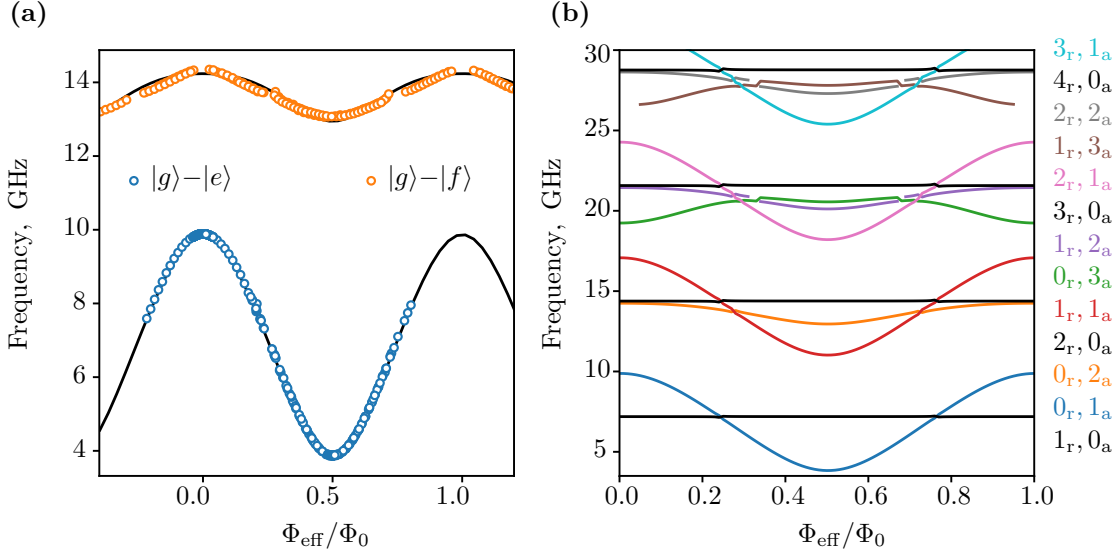 (a)
Frequency, GHz
14
12
10
8
6
4
|g⟩−|e⟩
|g⟩−|f⟩
0.0
0.5
1.0
Φeff/Φ0
(b)
Frequency, GHz
30
25
20
15
10
5
0.0
0.2
0.4
0.6
0.8
1.0
Φeff/Φ0
3r, 1a
4r, 0a
2r, 2a
1r, 3a
2r, 1a
3r, 0a
1r, 2a
0r, 3a
1r, 1a
2r, 0a
0r, 2a
0r, 1a
1r, 0a